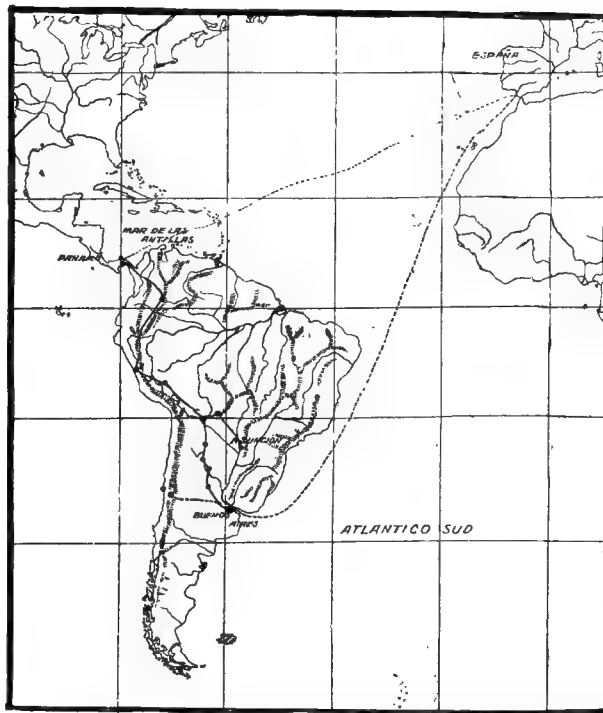 ESPAÑA
MAR DE LAS
ANTILLAS
PANAMA
ASUNCION
BUENOS
AIRES
ATLANTICO SUD